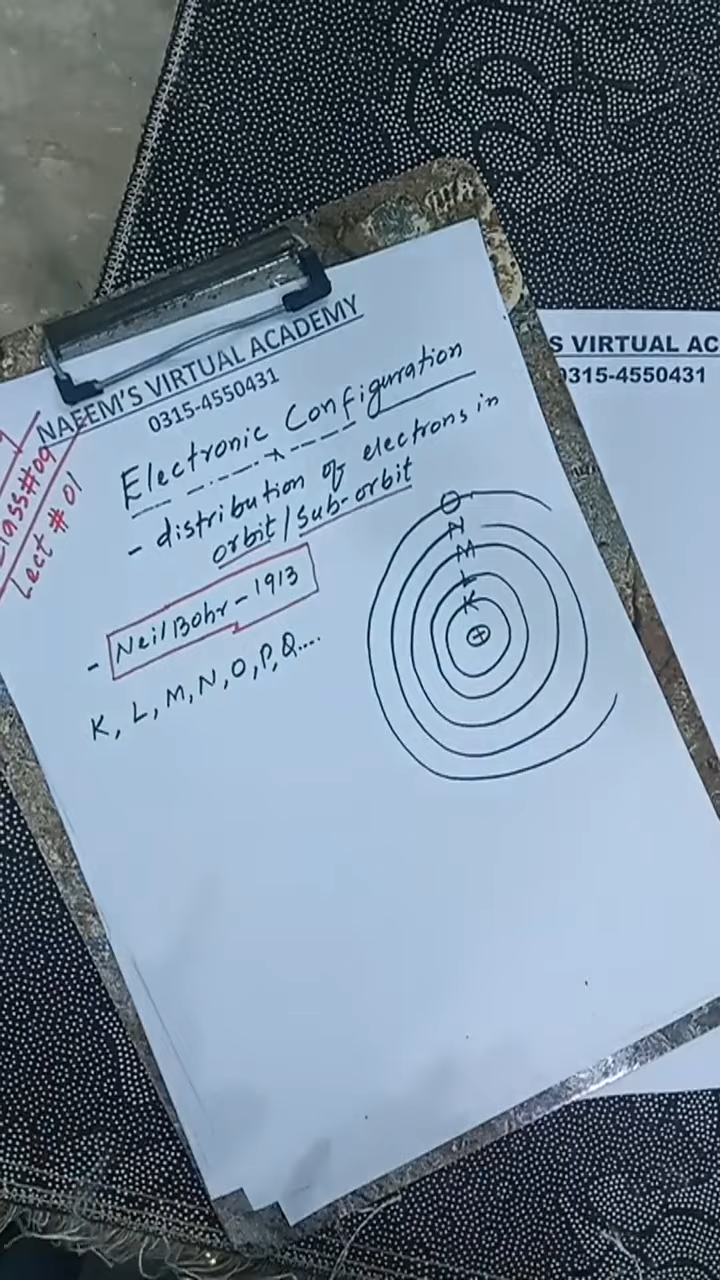 NAEEM'S VIRTUAL ACADEMY
0315-4550431
Class#09
Lect # 01
Electronic Configuration
- distribution of electrons in
orbit/Sub-orbit
- Neil Bohr - 1913
K, L, M, N, O, P, Q....
O
N
M
L
K
+
S VIRTUAL AC
0315-4550431